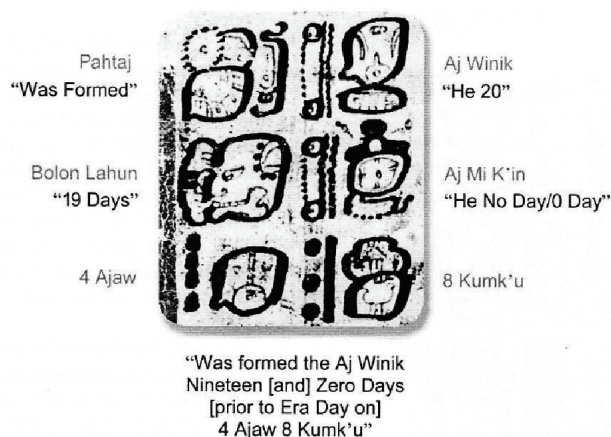 Pahtaj
“Was Formed”
Aj Winik
“He 20”
Bolon Lahun
“19 Days”
Aj Mi K’in
“He No Day/0 Day”
4 Ajaw
8 Kumk’u
“Was formed the Aj Winik
Nineteen [and] Zero Days
[prior to Era Day on]
4 Ajaw 8 Kumk’u”